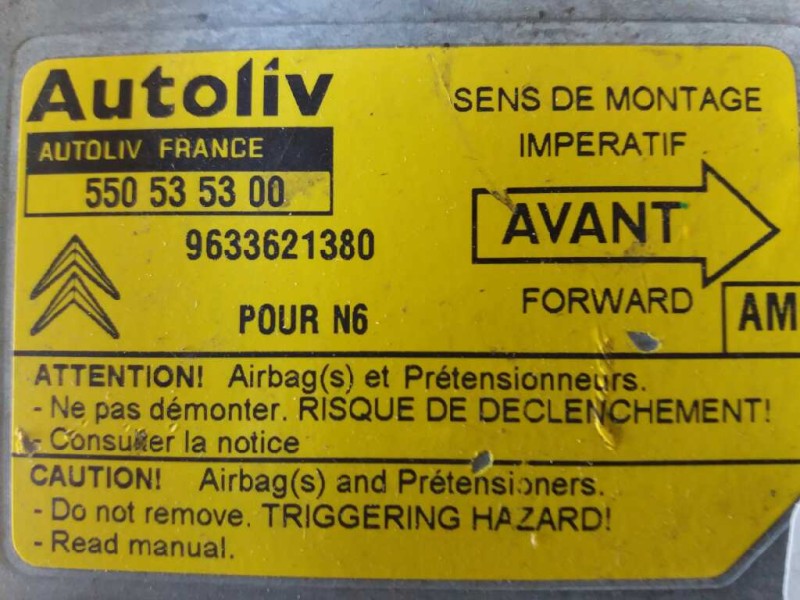 Autoliv
AUTOLIV FRANCE
550 53 53 00
9633621380
POUR N6
SENS DE MONTAGE
IMPERATIF
AVANT
FORWARD
AM
ATTENTION! Airbag(s) et Prétensionneurs.
- Ne pas démonter. RISQUE DE DECLENCHEMENT!
- Consulter la notice
CAUTION! Airbag(s) and Prétensioners.
- Do not remove. TRIGGERING HAZARD!
- Read manual.